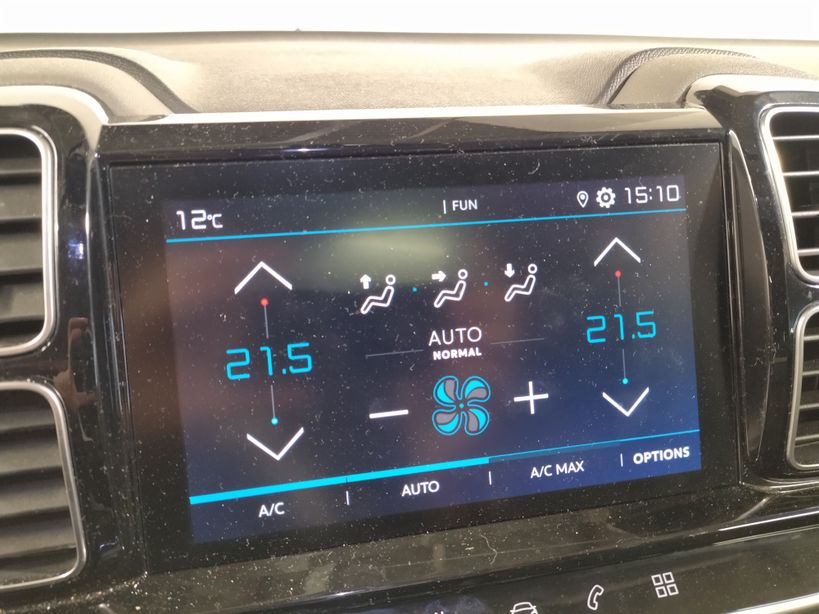 12°C
| FUN
15:10
21.5
21.5
AUTO
NORMAL
A/C | AUTO | A/C MAX | OPTIONS